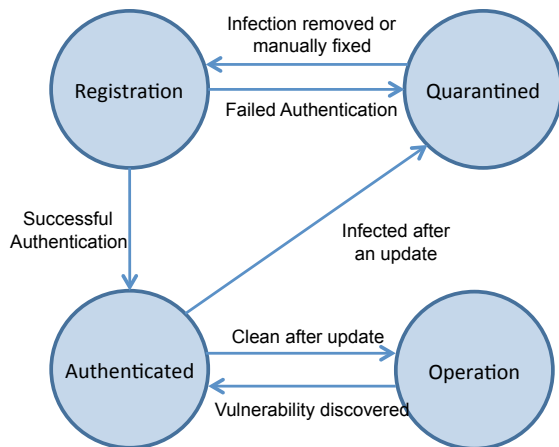 Infection removed or
manually fixed
Registration
Quarantined
Failed Authentication
Successful
Authentication
Infected after
an update
Clean after update
Authenticated
Operation
Vulnerability discovered